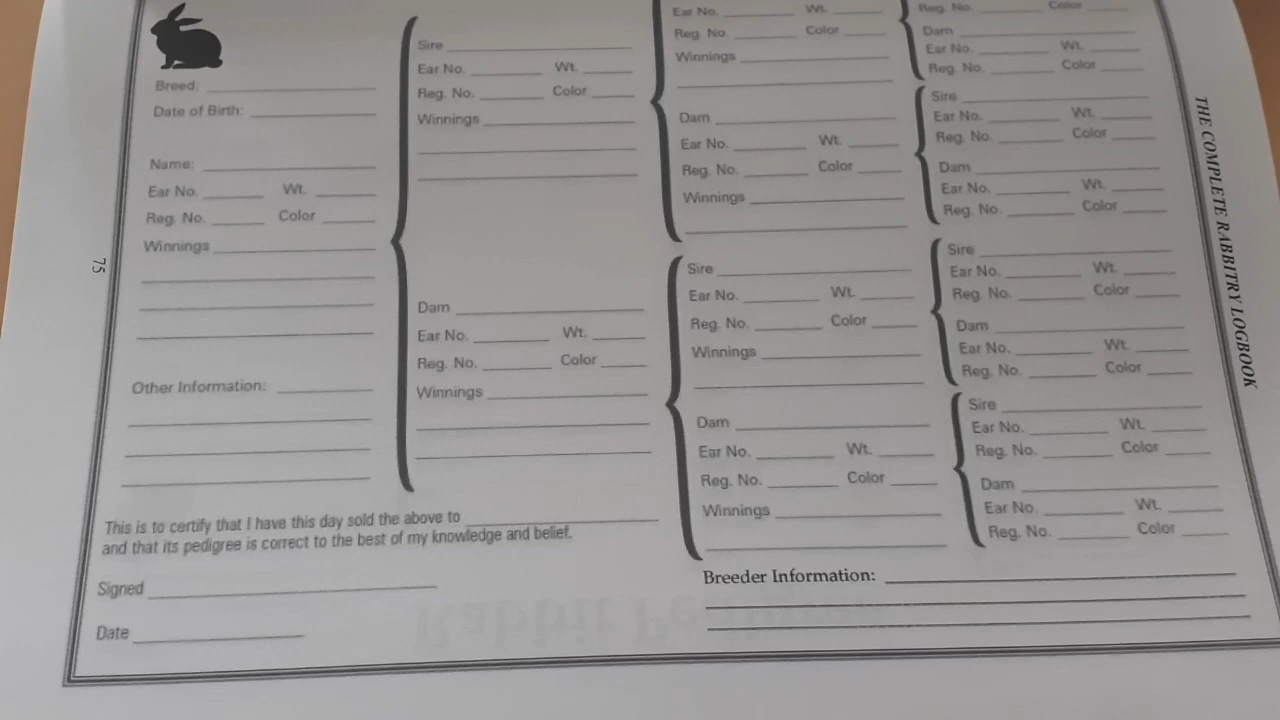 Breed:
Date of Birth:
Name:
Ear No. Wt.
Reg. No. Color
Winnings
Other Information:
Sire
Ear No. Wt.
Reg. No. Color
Winnings
Dam
Ear No. Wt.
Reg. No. Color
Winnings
Ear No. Wt.
Reg. No. Color
Winnings
Dam
Ear No. Wt.
Reg. No. Color
Winnings
Sire
Ear No. Wt.
Reg. No. Color
Winnings
Dam
Ear No. Wt.
Reg. No. Color
Winnings
Reg. No. Color
Dam
Ear No. Wt.
Reg. No. Color
Sire
Ear No. Wt.
Reg. No. Color
Dam
Ear No. Wt.
Reg. No. Color
Sire
Ear No. Wt.
Reg. No. Color
Dam
Ear No. Wt.
Reg. No. Color
Sire
Ear No. Wt.
Reg. No. Color
Dam
Ear No. Wt.
Reg. No. Color
This is to certify that I have this day sold the above to
and that its pedigree is correct to the best of my knowledge and belief.
Signed
Date
Breeder Information:
75
THE COMPLETE RABBITRY LOGBOOK